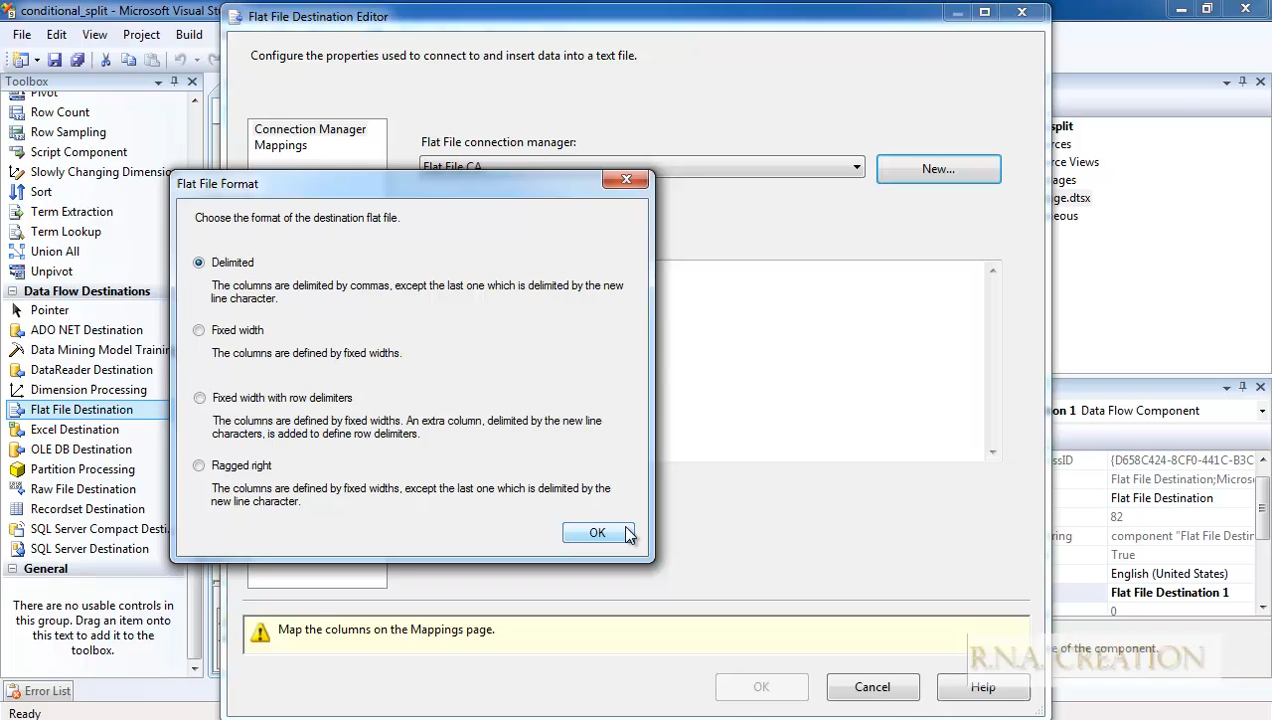 conditional_split - Microsoft Visual Stu
File Edit View Project Build
Toolbox
Pivot
Row Count
Row Sampling
Script Component
Slowly Changing Dimensio
Sort
Term Extraction
Term Lookup
Union All
Unpivot
Data Flow Destinations
Pointer
ADO NET Destination
Data Mining Model Trainin
DataReader Destination
Dimension Processing
Flat File Destination
Excel Destination
OLE DB Destination
Partition Processing
Raw File Destination
Recordset Destination
SQL Server Compact Desti...
SQL Server Destination
General
There are no usable controls in
this group. Drag an item onto
this text to add it to the
toolbox.
Error List
Ready
Flat File Destination Editor
Configure the properties used to connect to and insert data into a text file.
Connection Manager
Mappings
Flat File connection manager:
Flat File CA
New...
Flat File Format
Choose the format of the destination flat file.
Delimited
The columns are delimited by commas, except the last one which is delimited by the new
line character.
Fixed width
The columns are defined by fixed widths.
Fixed width with row delimiters
The columns are defined by fixed widths. An extra column, delimited by the new line
characters, is added to define row delimiters.
Ragged right
The columns are defined by fixed widths, except the last one which is delimited by the
new line character.
OK
Map the columns on the Mappings page.
OK Cancel Help
split
rces
rce Views
ages
ge.dtsx
neous
n 1 Data Flow Component
ssID {D658C424-8CF0-441C-B3C
Flat File Destination;Micros
Flat File Destination
82
ring component "Flat File Destin
True
English (United States)
Flat File Destination 1
0
e of the component.
R.N.A. CREATION